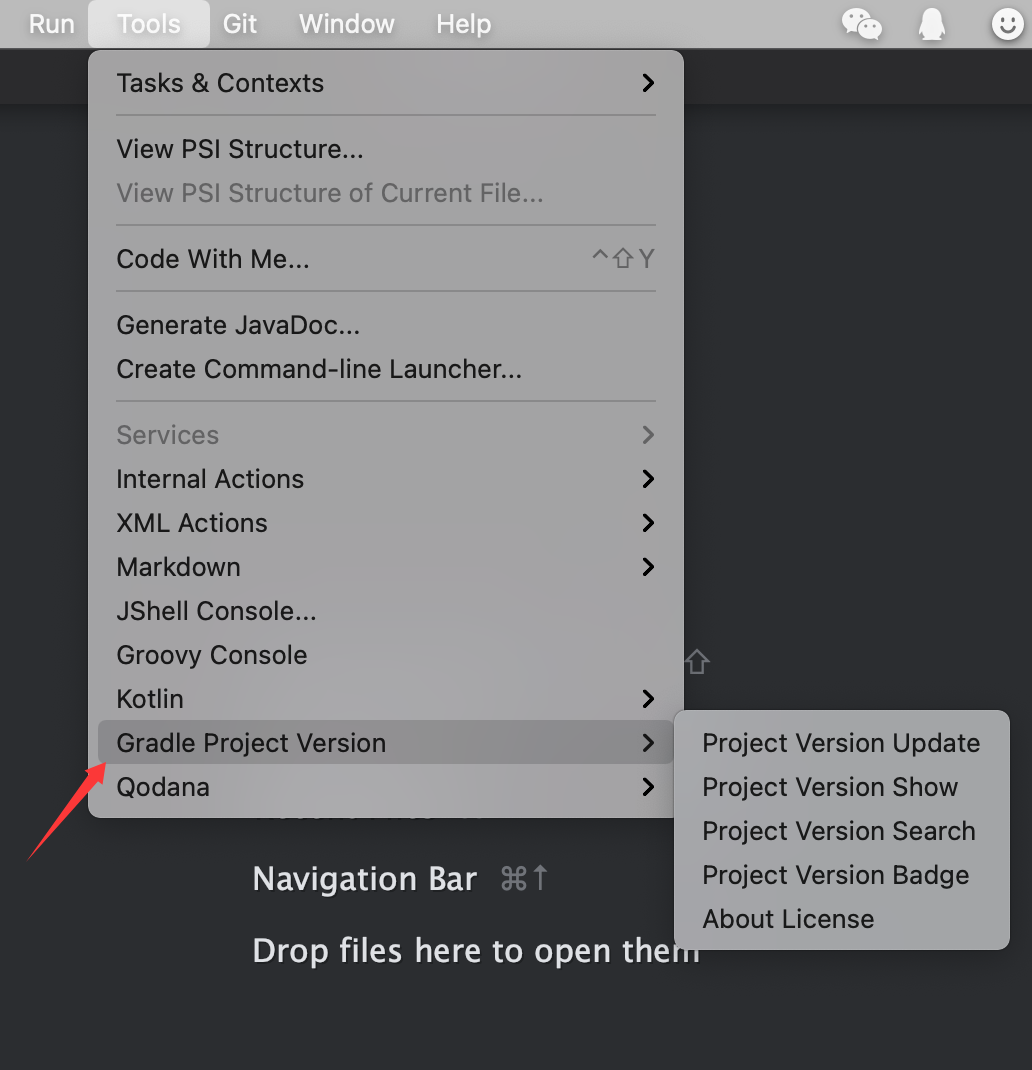 Run Tools Git Window Help
Tasks & Contexts
View PSI Structure...
View PSI Structure of Current File...
Code With Me... ^⇧Y
Generate JavaDoc...
Create Command-line Launcher...
Services
Internal Actions
XML Actions
Markdown
JShell Console...
Groovy Console
⇧
Kotlin
Gradle Project Version
Qodana
Project Version Update
Project Version Show
Project Version Search
Project Version Badge
About License
Navigation Bar ⌘↑
Drop files here to open them